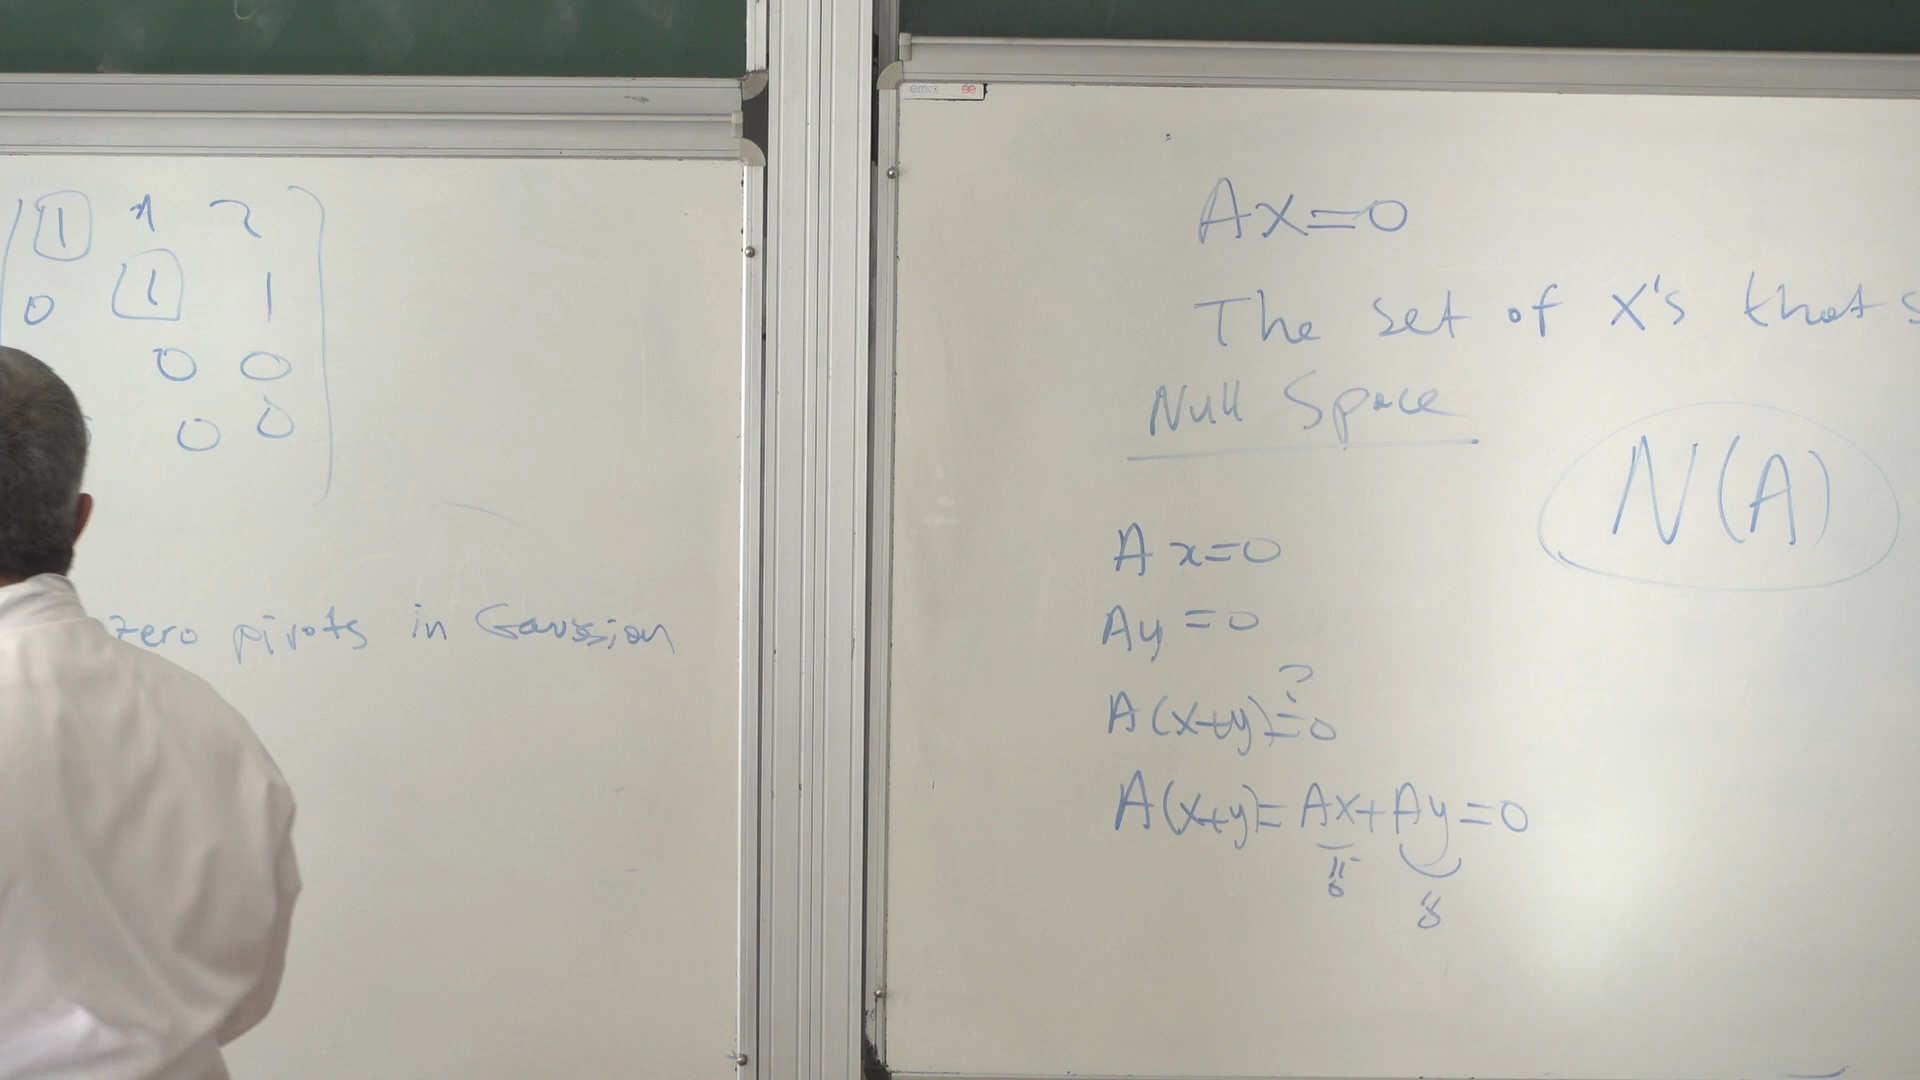 1 1 2
0 1 1
0 0
0 0
zero pivots in Gaussian
Ax=0
The set of x's that s
Null Space
N(A)
Ax=0
Ay=0
?
A(x+y)=0
A(x+y)=Ax+Ay=0
0